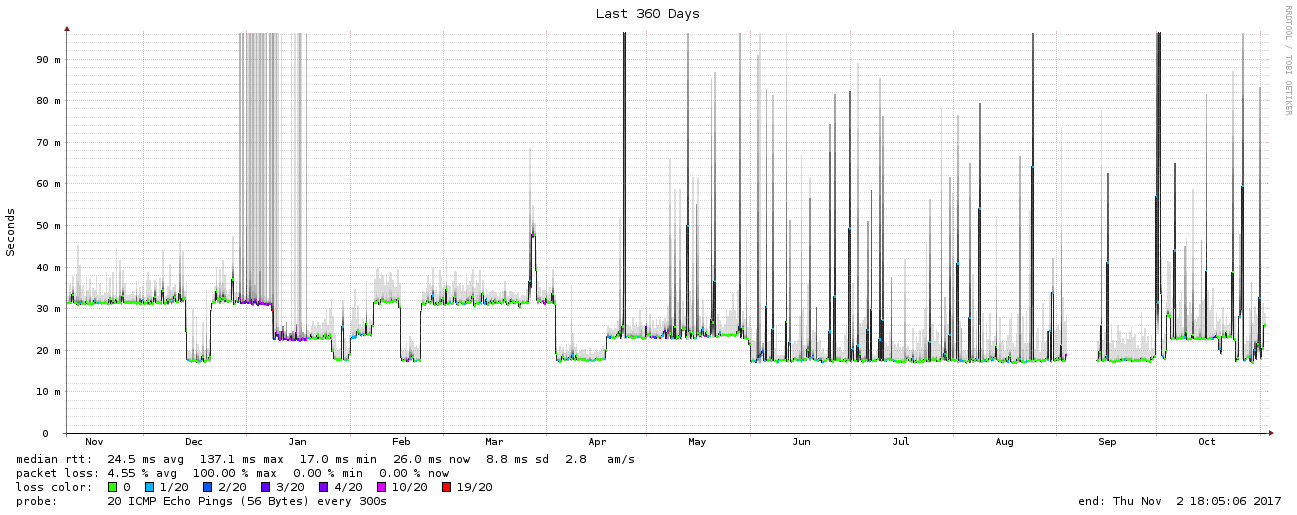 Last 360 Days
RRDTOOL / TOBI OETIKER
Seconds
90 m
80 m
70 m
60 m
50 m
40 m
30 m
20 m
10 m
0
Nov Dec Jan Feb Mar Apr May Jun Jul Aug Sep Oct
median rtt: 24.5 ms avg 137.1 ms max 17.0 ms min 26.0 ms now 8.8 ms sd 2.8 am/s
packet loss: 4.55 % avg 100.00 % max 0.00 % min 0.00 % now
loss color: 0 1/20 2/20 3/20 4/20 10/20 19/20
probe: 20 ICMP Echo Pings (56 Bytes) every 300s end: Thu Nov 2 18:05:06 2017